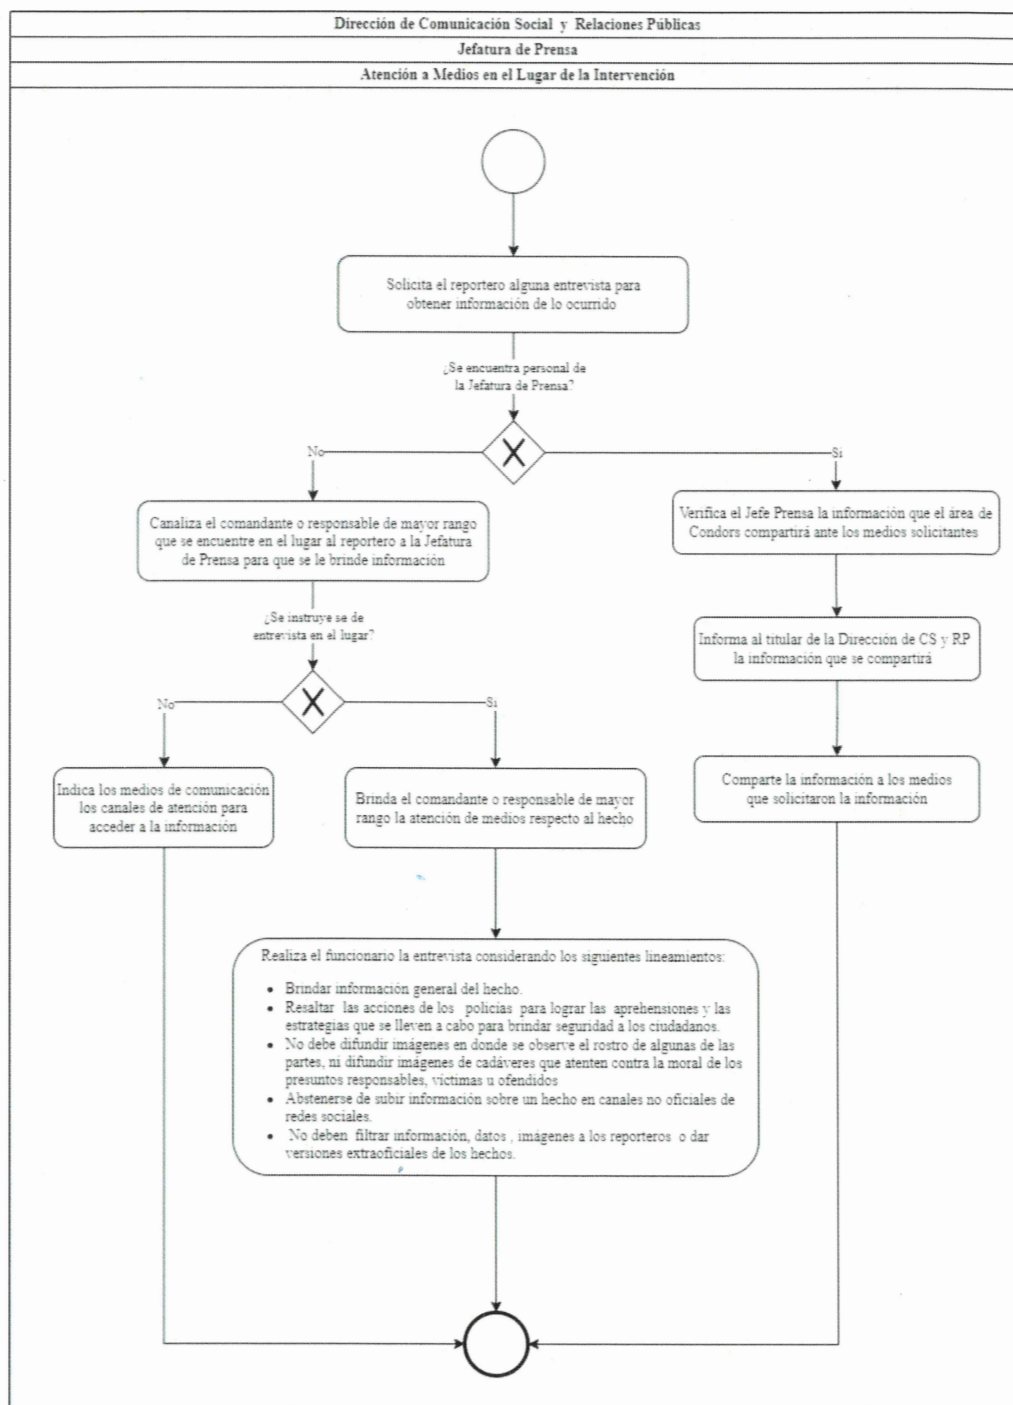 Dirección de Comunicación Social y Relaciones Públicas
Jefatura de Prensa
Atención a Medios en el Lugar de la Intervención
Solicita el reportero alguna entrevista para
obtener información de lo ocurrido
¿Se encuentra personal de
la Jefatura de Prensa?
No
Si
Canaliza el comandante o responsable de mayor rango
que se encuentre en el lugar al reportero a la Jefatura
de Prensa para que se le brinde información
Verifica el Jefe Prensa la información que el área de
Condors compartirá ante los medios solicitantes
¿Se instruye se de
entrevista en el lugar?
Informa al titular de la Dirección de CS y RP
la información que se compartirá
No
Si
Indica los medios de comunicación
los canales de atención para
acceder a la información
Brinda el comandante o responsable de mayor
rango la atención de medios respecto al hecho
Comparte la información a los medios
que solicitaron la información
Realiza el funcionario la entrevista considerando los siguientes lineamientos:
• Brindar información general del hecho.
• Resaltar las acciones de los policías para lograr las aprehensiones y las
estrategias que se lleven a cabo para brindar seguridad a los ciudadanos.
• No debe difundir imágenes en donde se observe el rostro de algunas de las
partes, ni difundir imágenes de cadáveres que atenten contra la moral de los
presuntos responsables, víctimas u ofendidos
• Abstenerse de subir información sobre un hecho en canales no oficiales de
redes sociales.
• No deben filtrar información, datos , imágenes a los reporteros o dar
versiones extraoficiales de los hechos.